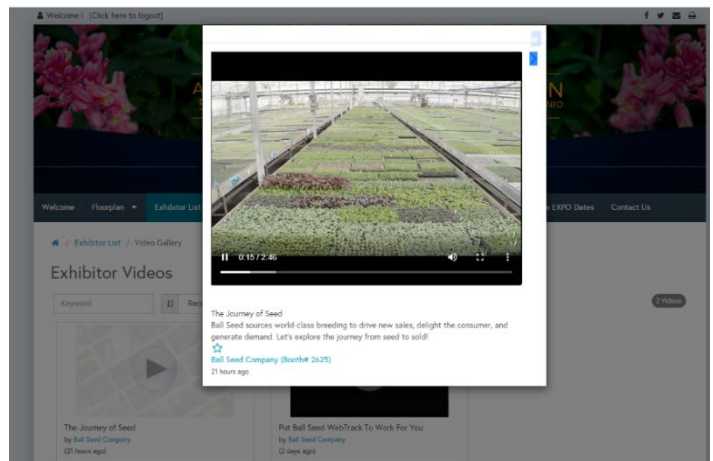 Welcome ! [Click here to logout]
A N
S NIO
Welcome Floorplan Exhibitor List EXPO Dates Contact Us
/ Exhibitor List / Video Gallery
Exhibitor Videos
Keyword
2 Videos
0:15 / 2:46
The Journey of Seed
Ball Seed sources world-class breeding to drive new sales, delight the consumer, and
generate demand. Let's explore the journey from seed to sold!
Ball Seed Company (Booth# 2625)
21 hours ago
The Journey of Seed
by Ball Seed Company
(21 hours ago)
Put Ball Seed WebTrack To Work For You
by Ball Seed Company
(2 days ago)